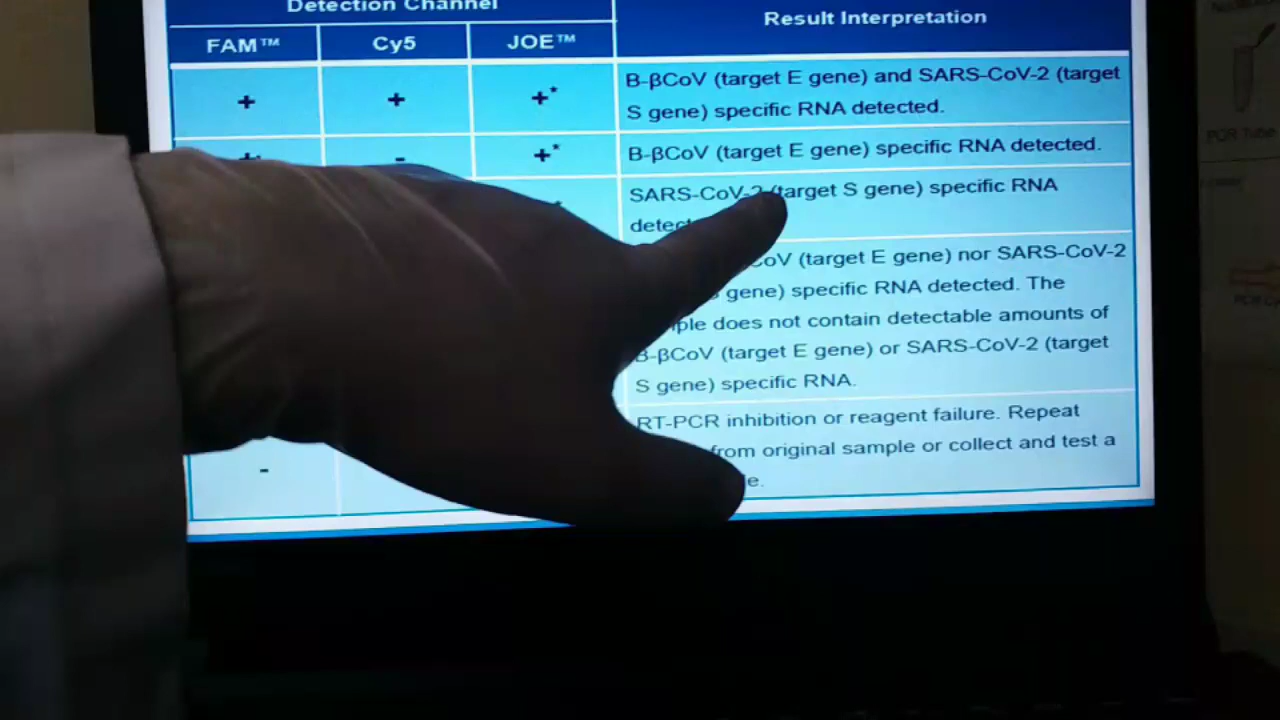 Detection Channel
Result Interpretation
FAM™ Cy5 JOE™
+ + +*
B-βCoV (target E gene) and SARS-CoV-2 (target
S gene) specific RNA detected.
- +*
B-βCoV (target E gene) specific RNA detected.
SARS-CoV-2 (target S gene) specific RNA
(target E gene) nor SARS-CoV-2
gene) specific RNA detected. The
does not contain detectable amounts of
B-βCoV (target E gene) or SARS-CoV-2 (target
S gene) specific RNA.
-
RT-PCR inhibition or reagent failure. Repeat
from original sample or collect and test a
PCR Tube